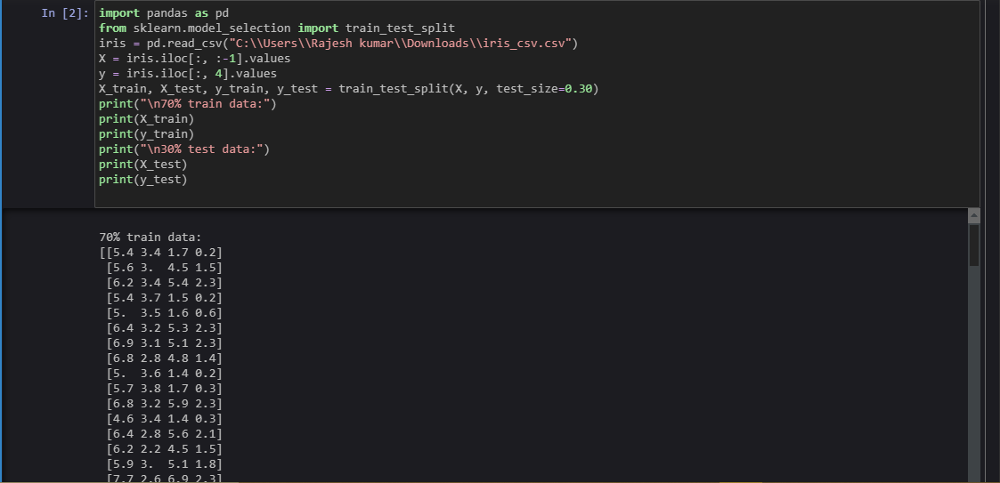 In [2]: import pandas as pd
from sklearn.model_selection import train_test_split
iris = pd.read_csv("C:\\Users\\Rajesh kumar\\Downloads\\iris_csv.csv")
X = iris.iloc[:, :-1].values
y = iris.iloc[:, 4].values
X_train, X_test, y_train, y_test = train_test_split(X, y, test_size=0.30)
print("\n70% train data:")
print(X_train)
print(y_train)
print("\n30% test data:")
print(X_test)
print(y_test)
70% train data:
[[5.4 3.4 1.7 0.2]
[5.6 3.  4.5 1.5]
[6.2 3.4 5.4 2.3]
[5.4 3.7 1.5 0.2]
[5.  3.5 1.6 0.6]
[6.4 3.2 5.3 2.3]
[6.9 3.1 5.1 2.3]
[6.8 2.8 4.8 1.4]
[5.  3.6 1.4 0.2]
[5.7 3.8 1.7 0.3]
[6.8 3.2 5.9 2.3]
[4.6 3.4 1.4 0.3]
[6.4 2.8 5.6 2.1]
[6.2 2.2 4.5 1.5]
[5.9 3.  5.1 1.8]
[7.7 2.6 6.9 2.3]